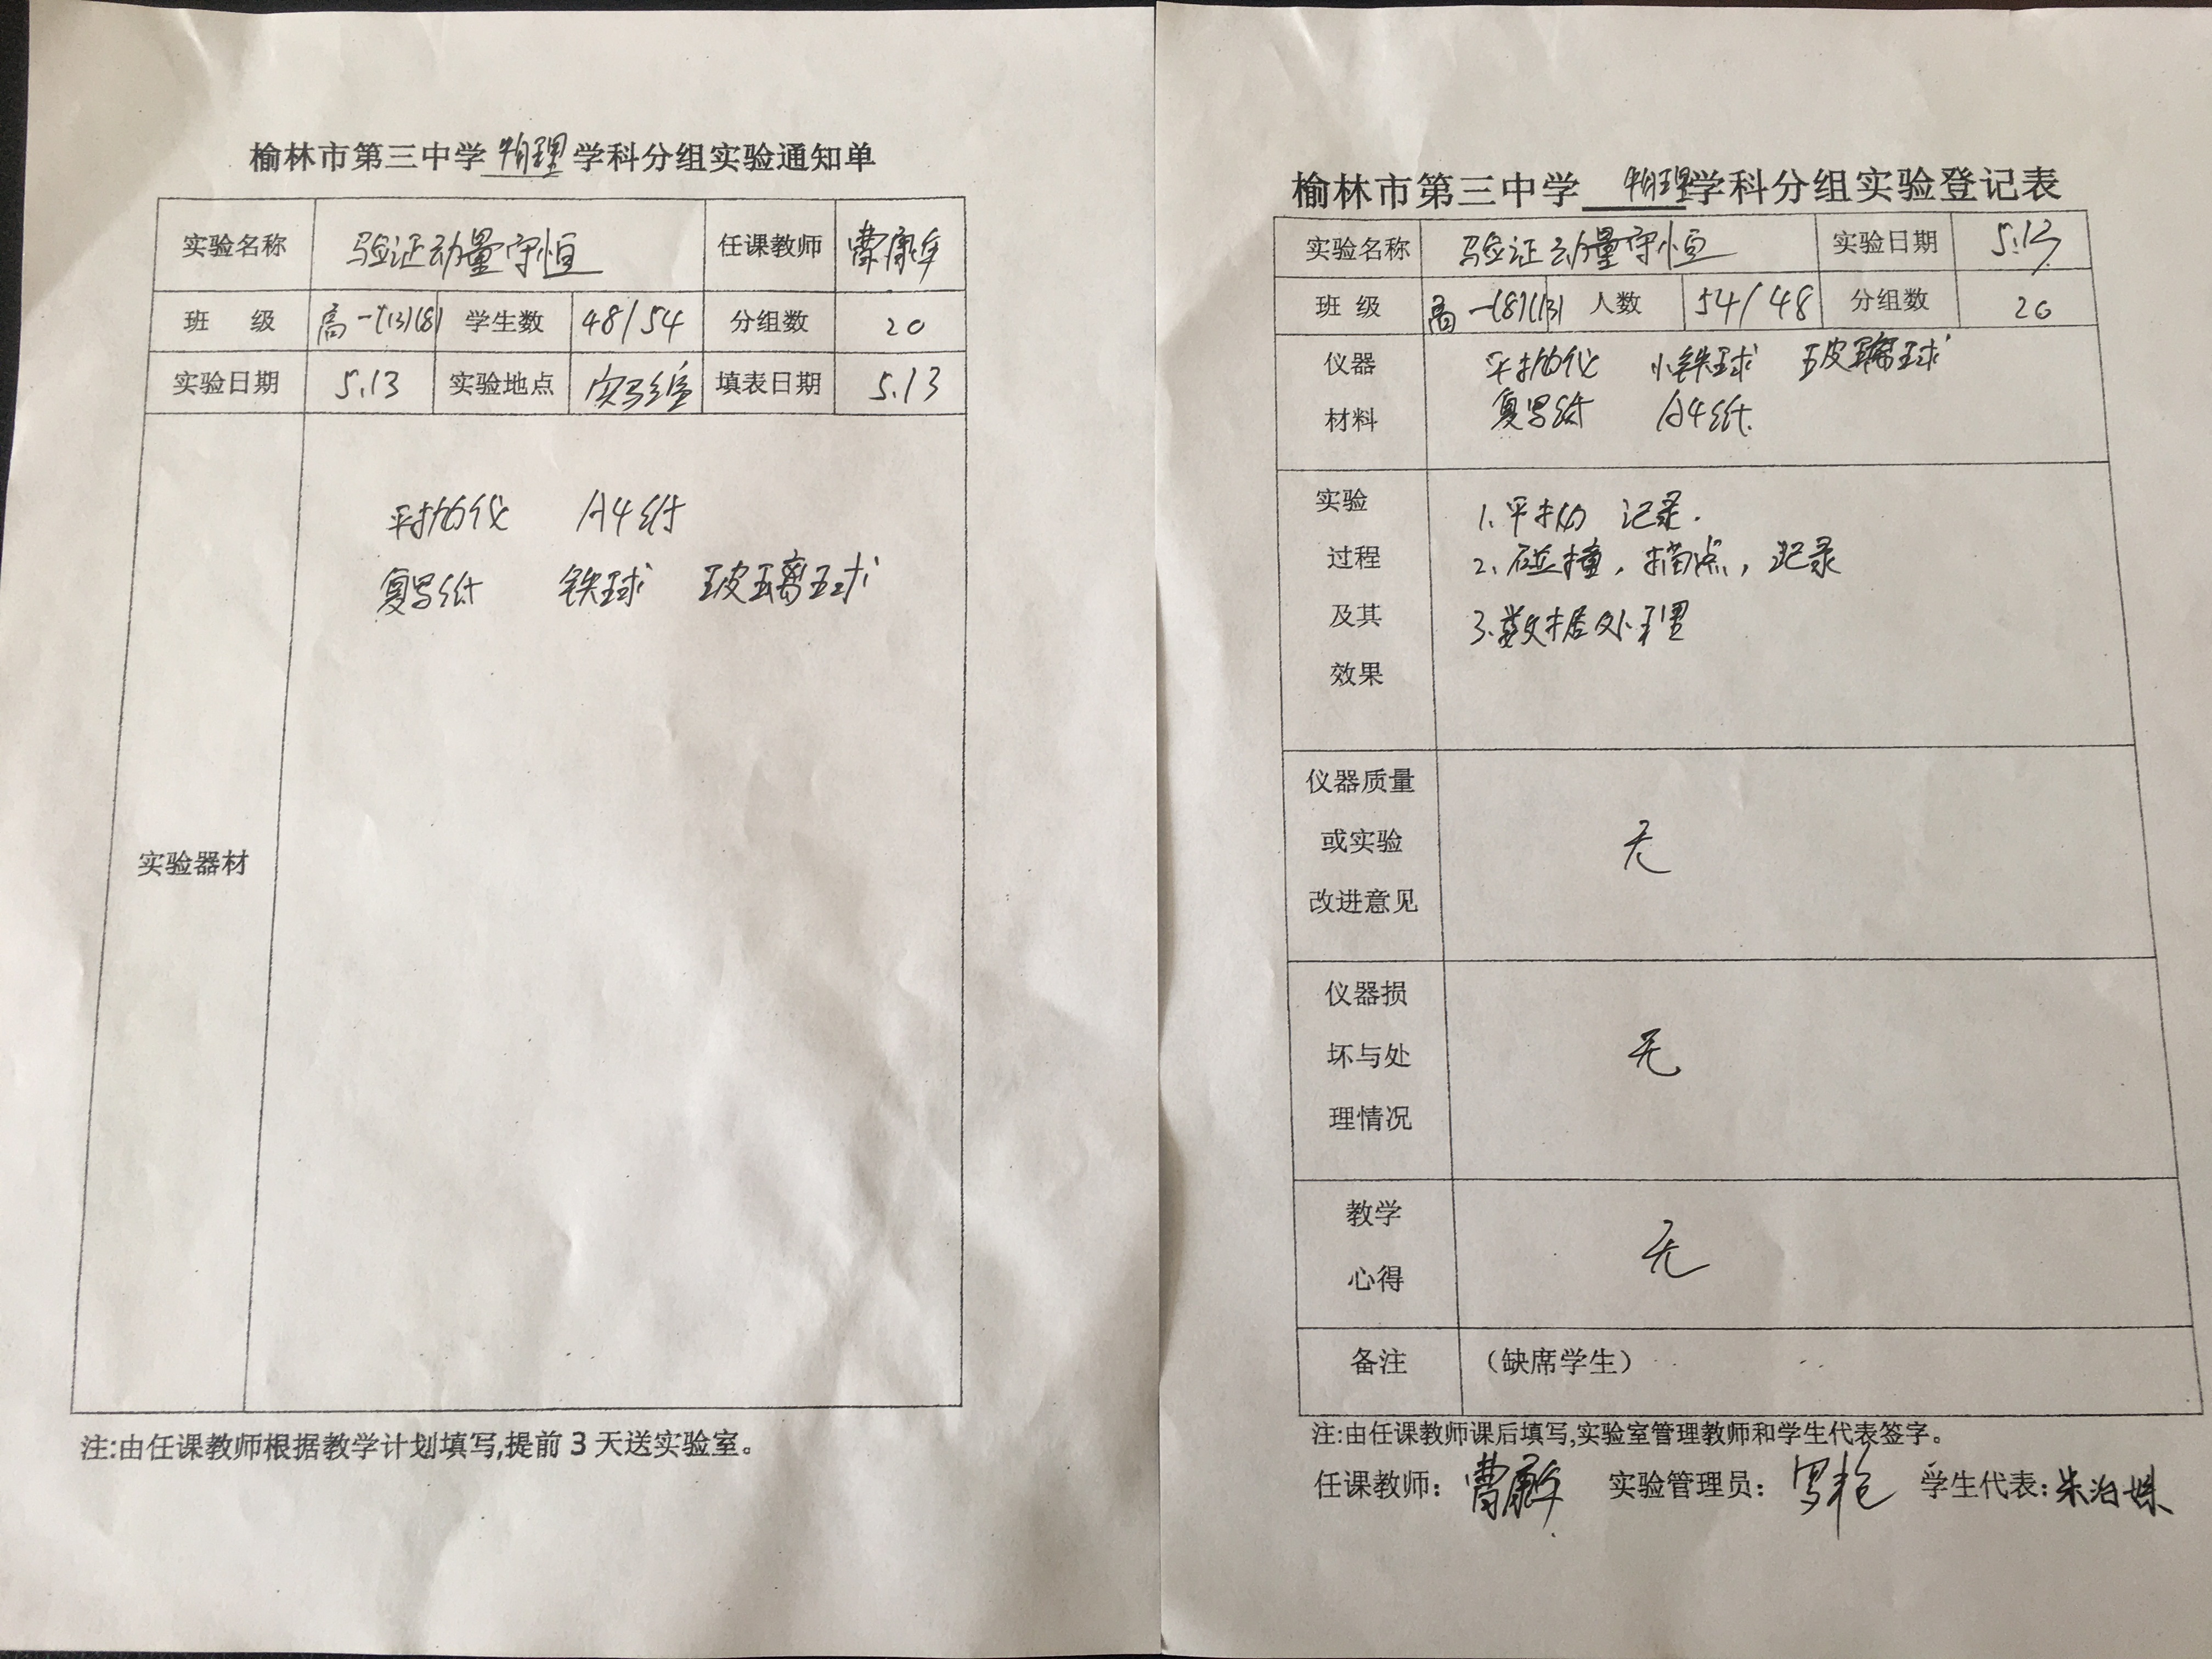 榆林市第三中学 物理 学科分组实验通知单
实验名称 验证动量守恒 任课教师
班 级 高一(13)(8) 学生数 48/54 分组数 20
实验日期 5.13 实验地点 填表日期 5.13
实验器材
平抛仪 A4纸
复写纸 铁球 玻璃球
注:由任课教师根据教学计划填写,提前3天送实验室。
榆林市第三中学 物理 学科分组实验登记表
实验名称 验证动量守恒 实验日期 5.13
班 级 高一(8)(13) 人数 54/48 分组数 20
仪器 平抛仪 小铁球 玻璃球
材料 复写纸 A4纸
实验 1. 平抛 记录.
过程 2. 碰撞, 描点, 记录
及其 3. 数据处理
效果
仪器质量
或实验 无
改进意见
仪器损
坏与处 无
理情况
教学 无
心得
备注 (缺席学生)
注:由任课教师课后填写,实验室管理教师和学生代表签字。
任课教师: 实验管理员: 学生代表: